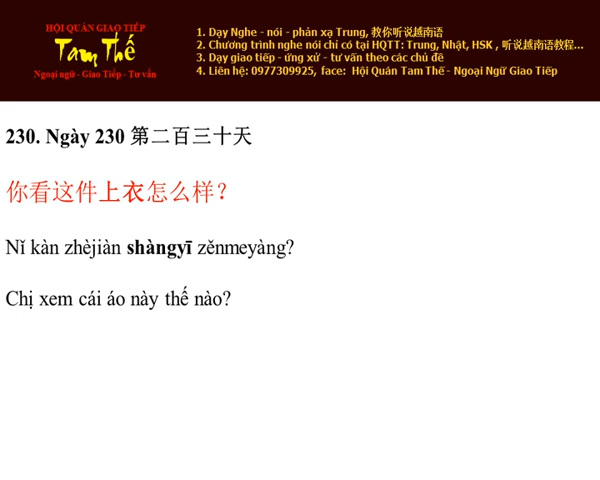 HỘI QUÁN GIAO TIẾP
Tam Thế
Ngoại ngữ - Giao Tiếp - Tư vấn
1. Dạy Nghe - nói - phản xạ Trung, 教你听说越南语
2. Chương trình nghe nói chỉ có tại HQTT: Trung, Nhật, HSK , 听说越南语教程...
3. Dạy giao tiếp - ứng xử - tư vấn theo các chủ đề
4. Liên hệ: 0977309925, face: Hội Quán Tam Thế - Ngoại Ngữ Giao Tiếp
230. Ngày 230 第二百三十天
你看这件上衣怎么样？
Nǐ kàn zhèjiàn shàngyī zěnmeyàng?
Chị xem cái áo này thế nào?